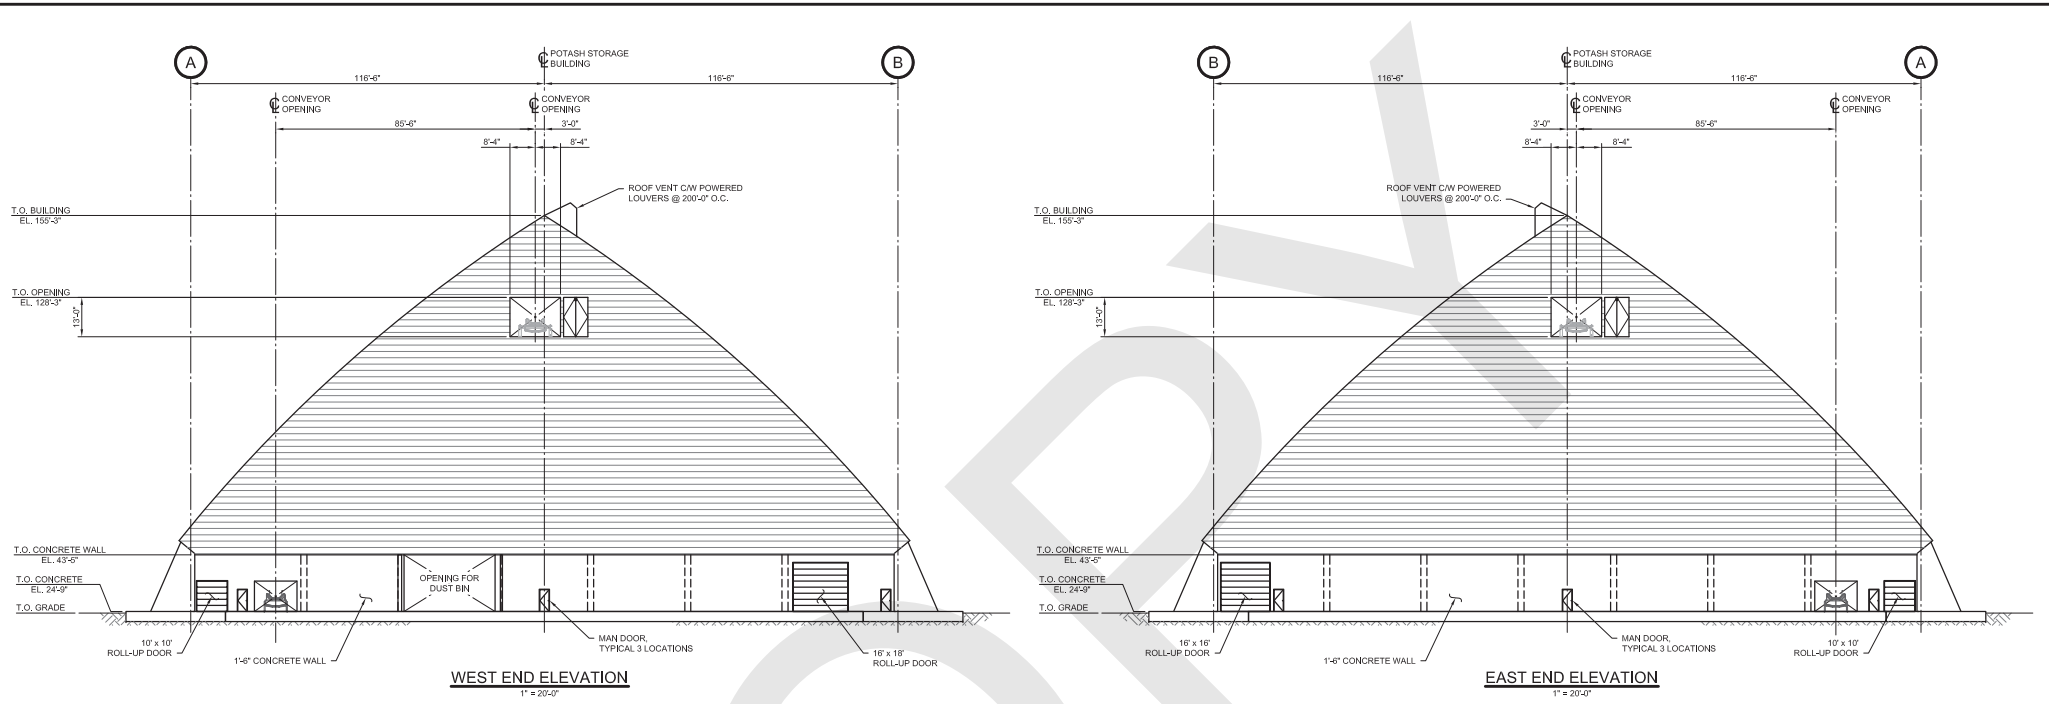 A
℄ POTASH STORAGE
BUILDING
B
116'-6"
116'-6"
℄ CONVEYOR
OPENING
℄ CONVEYOR
OPENING
85'-6"
3'-0"
8'-4"
8'-4"
ROOF VENT C/W POWERED
LOUVERS @ 200'-0" O.C.
T.O. BUILDING
EL. 155'-3"
T.O. OPENING
EL. 128'-3"
13'-0"
T.O. CONCRETE WALL
EL. 43'-5"
T.O. CONCRETE
EL. 24'-9"
T.O. GRADE
OPENING FOR
DUST BIN
10' x 10'
ROLL-UP DOOR
1'-6" CONCRETE WALL
MAN DOOR,
TYPICAL 3 LOCATIONS
16' x 18'
ROLL-UP DOOR
WEST END ELEVATION
1" = 20'-0"
B
℄ POTASH STORAGE
BUILDING
A
116'-6"
116'-6"
℄ CONVEYOR
OPENING
℄ CONVEYOR
OPENING
3'-0"
85'-6"
8'-4"
8'-4"
ROOF VENT C/W POWERED
LOUVERS @ 200'-0" O.C.
T.O. BUILDING
EL. 155'-3"
T.O. OPENING
EL. 128'-3"
13'-0"
T.O. CONCRETE WALL
EL. 43'-5"
T.O. CONCRETE
EL. 24'-9"
T.O. GRADE
16' x 16'
ROLL-UP DOOR
1'-6" CONCRETE WALL
MAN DOOR,
TYPICAL 3 LOCATIONS
10' x 10'
ROLL-UP DOOR
EAST END ELEVATION
1" = 20'-0"
OPY